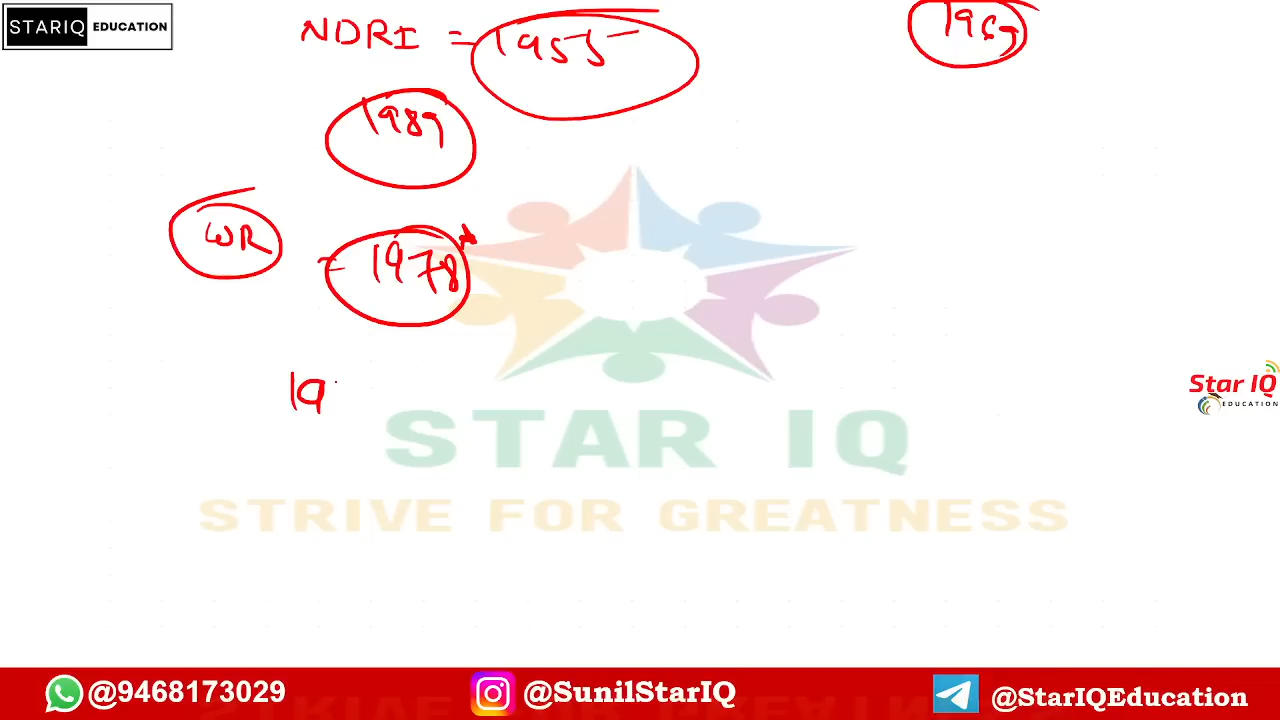 STARIQ EDUCATION
NDRI = 1955
1969
1989
WR = 1978
19
STAR IQ
STRIVE FOR GREATNESS
Star IQ
EDUCATION
@9468173029 @SunilStarIQ @StarIQEducation